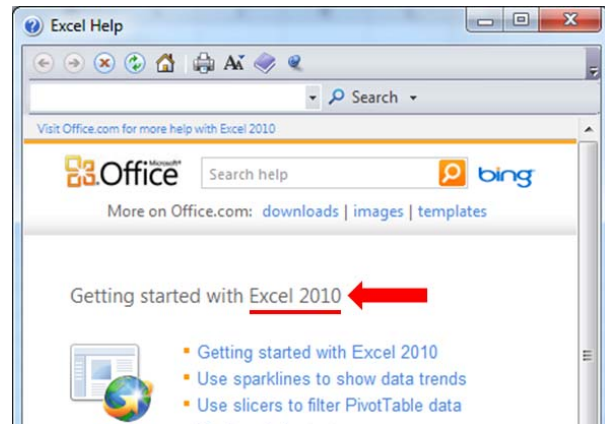 Excel Help
Search
Visit Office.com for more help with Excel 2010
Microsoft®
Office
Search help
bing
More on Office.com: downloads | images | templates
Getting started with Excel 2010
Getting started with Excel 2010
Use sparklines to show data trends
Use slicers to filter PivotTable data